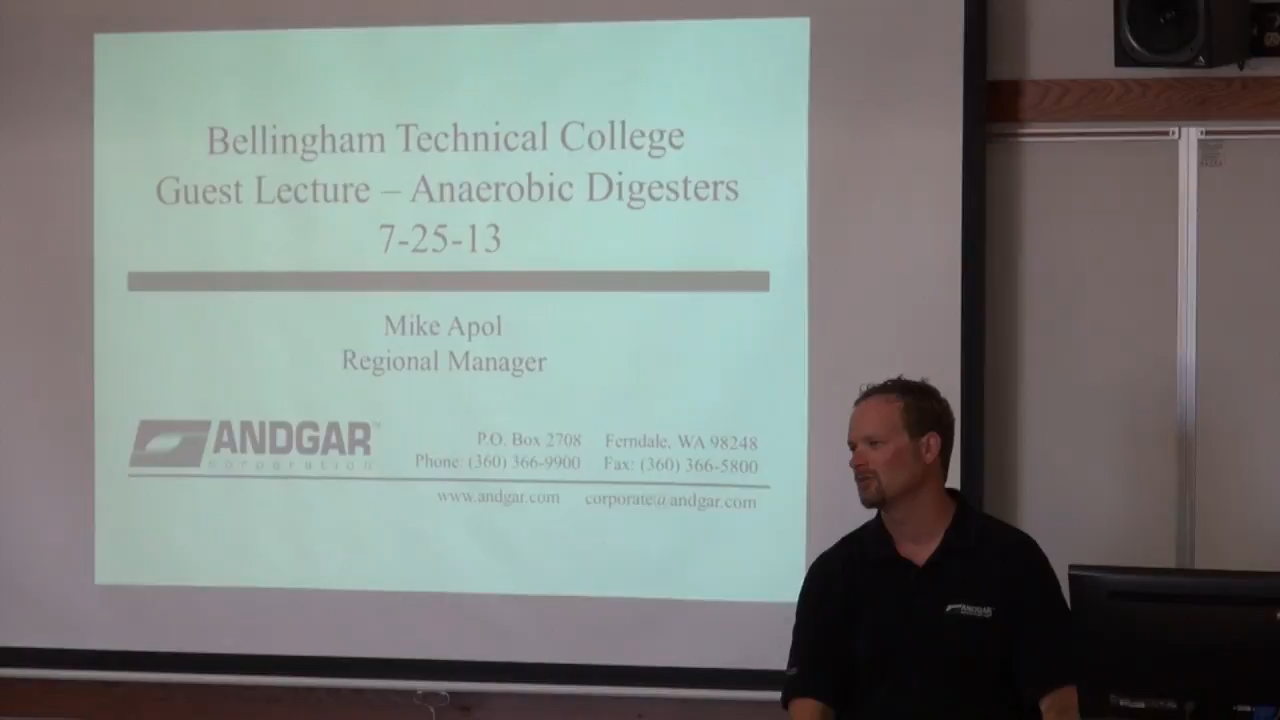 Bellingham Technical College
Guest Lecture – Anaerobic Digesters
7-25-13
Mike Apol
Regional Manager
ANDGAR™
corporation
P.O. Box 2708 Ferndale, WA 98248
Phone: (360) 366-9900 Fax: (360) 366-5800
www.andgar.com corporate@andgar.com
ANDGAR